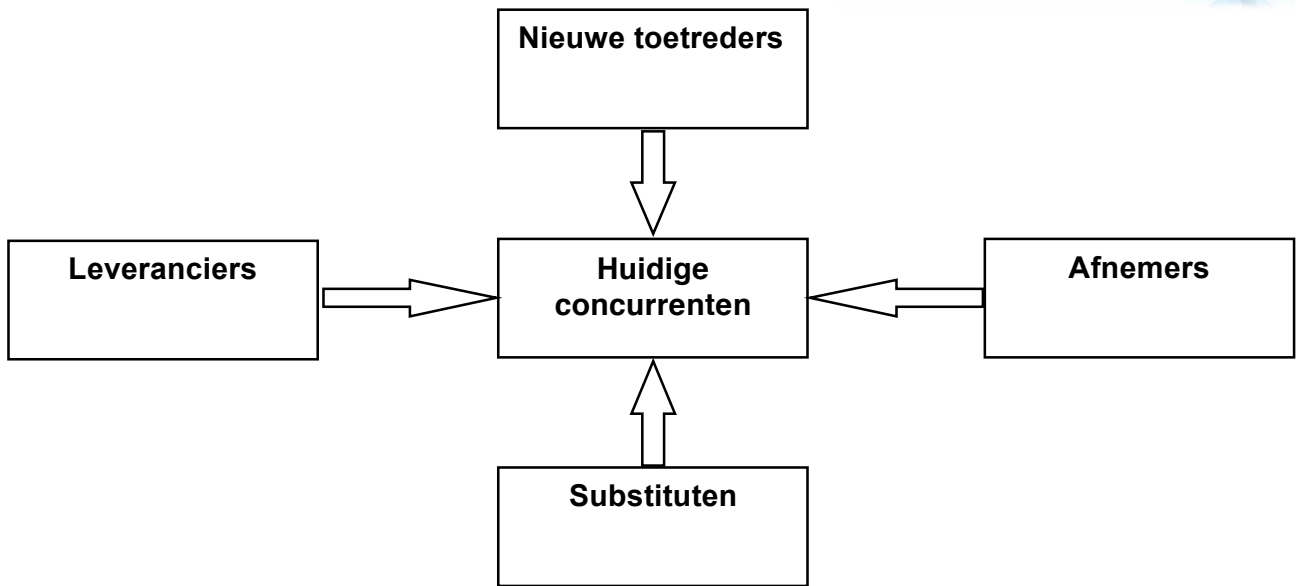 Nieuwe toetreders
Leveranciers
Huidige
concurrenten
Afnemers
Substituten